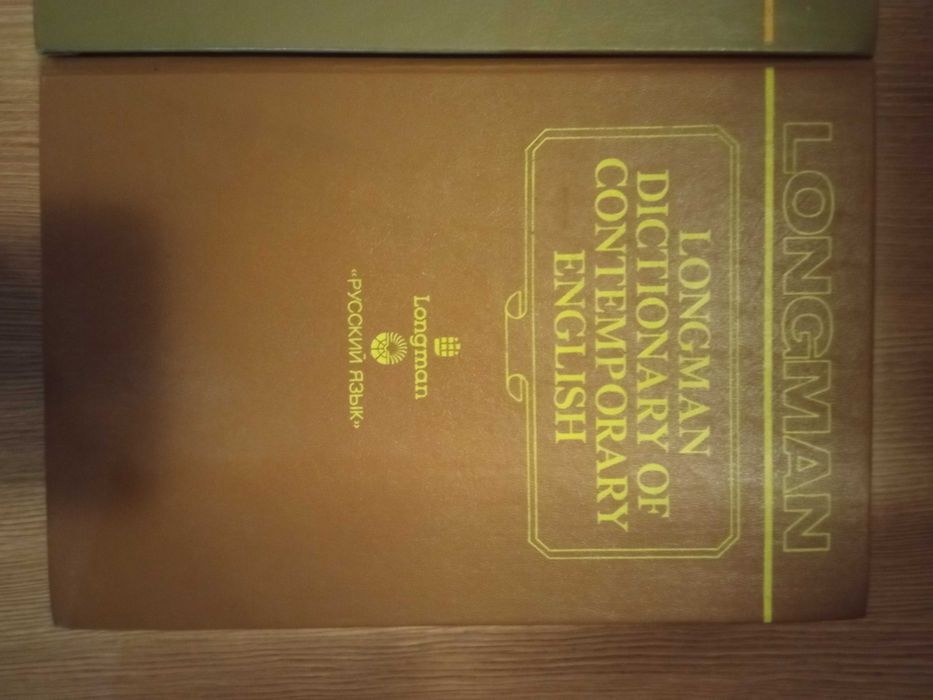 LONGMAN
LONGMAN
DICTIONARY OF
CONTEMPORARY
ENGLISH
Longman
«РУССКИЙ ЯЗЫК»